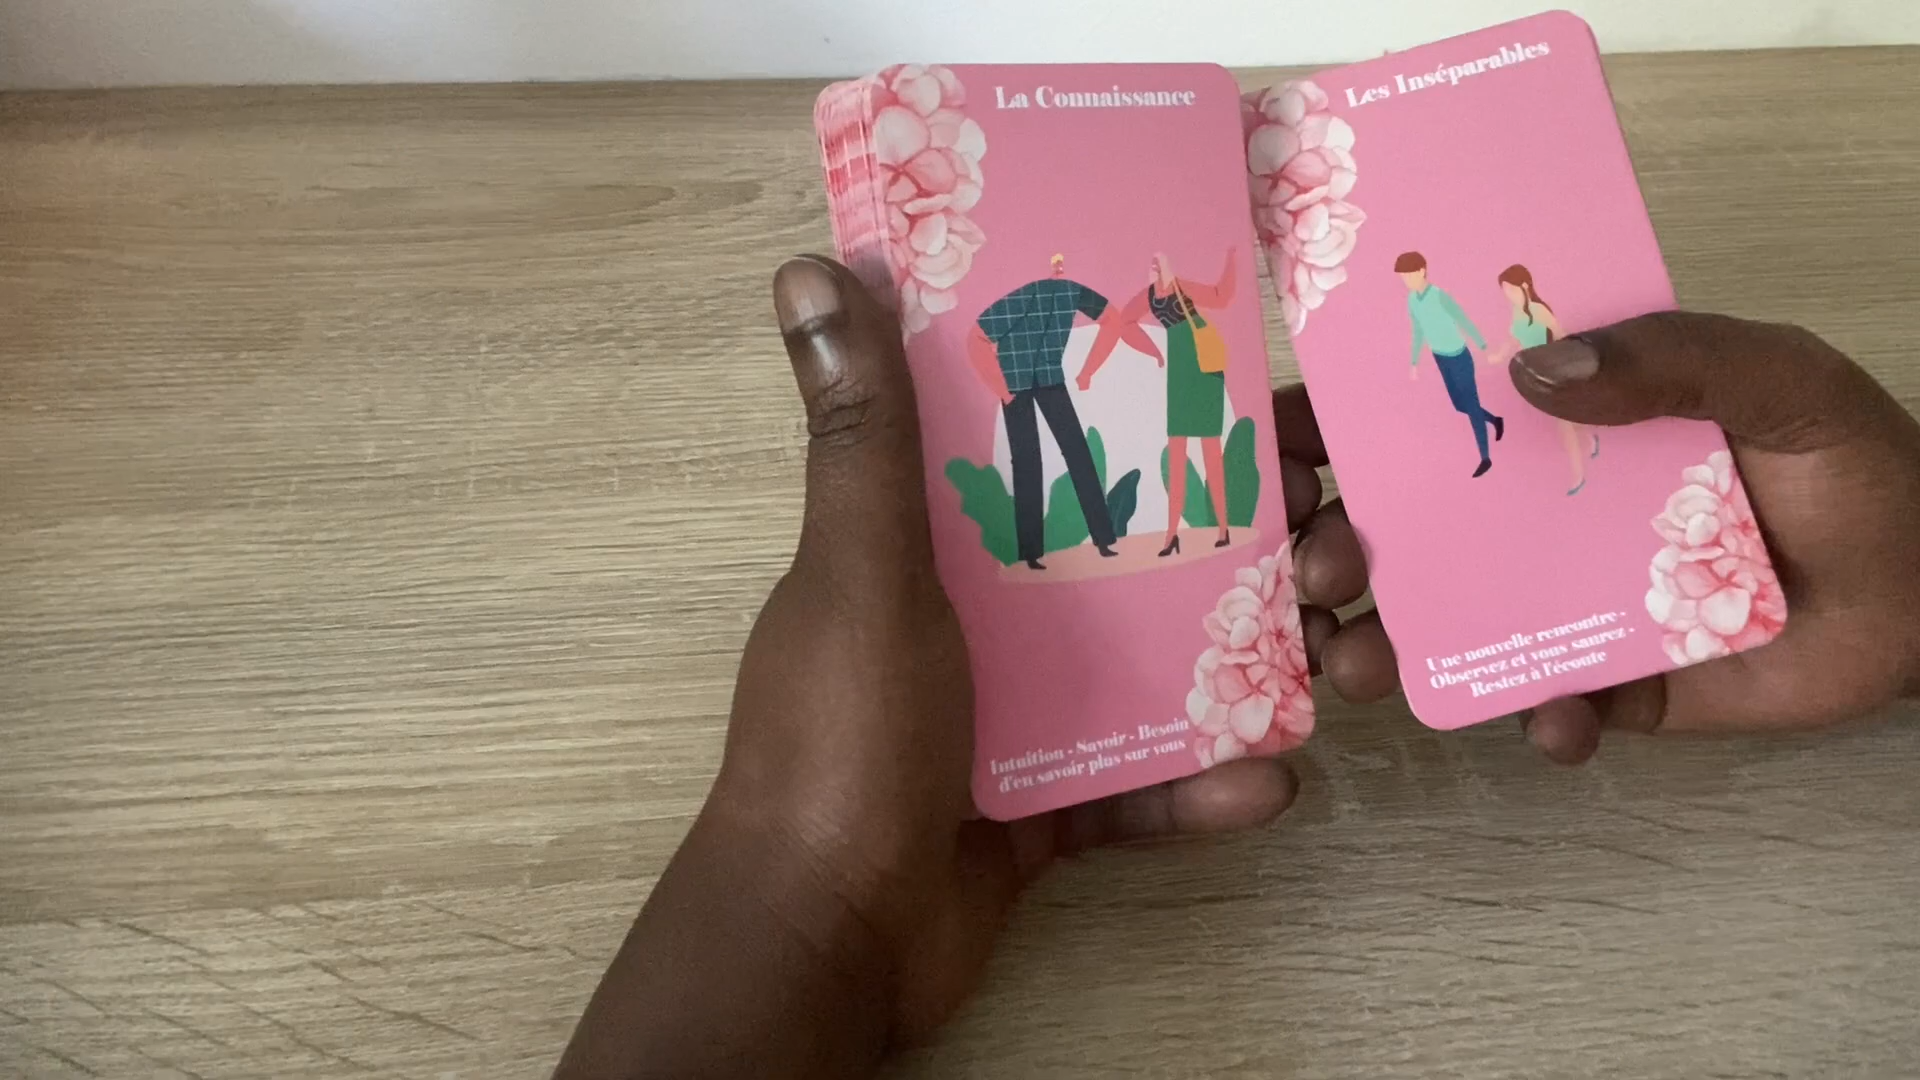 La Connaissance
Intuition - Savoir - Besoin
d'en savoir plus sur vous
Les Inséparables
Une nouvelle rencontre -
Observez et vous saurez -
Restez à l'écoute